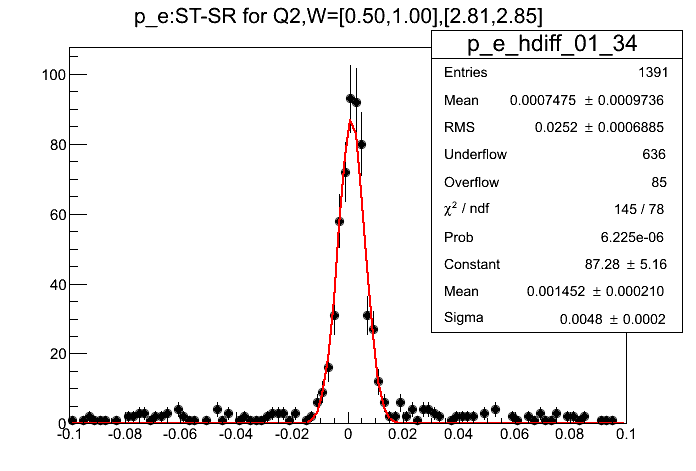 p_e:ST-SR for Q2,W=[0.50,1.00],[2.81,2.85]
p_e_hdiff_01_34
Entries 1391
Mean 0.0007475 ± 0.0009736
RMS 0.0252 ± 0.0006885
Underflow 636
Overflow 85
χ² / ndf 145 / 78
Prob 6.225e-06
Constant 87.28 ± 5.16
Mean 0.001452 ± 0.000210
Sigma 0.0048 ± 0.0002
100
80
60
40
20
0
-0.1 -0.08 -0.06 -0.04 -0.02 0 0.02 0.04 0.06 0.08 0.1